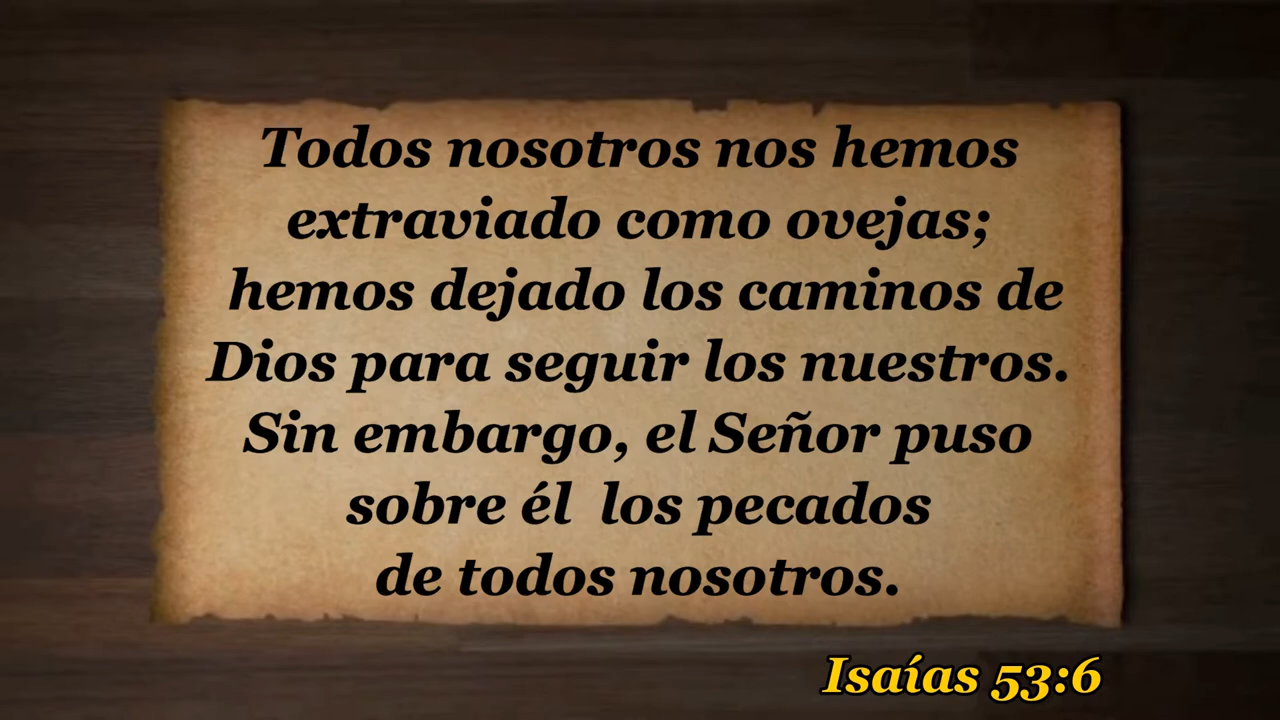 Todos nosotros nos hemos
extraviado como ovejas;
hemos dejado los caminos de
Dios para seguir los nuestros.
Sin embargo, el Señor puso
sobre él los pecados
de todos nosotros.
Isaías 53:6